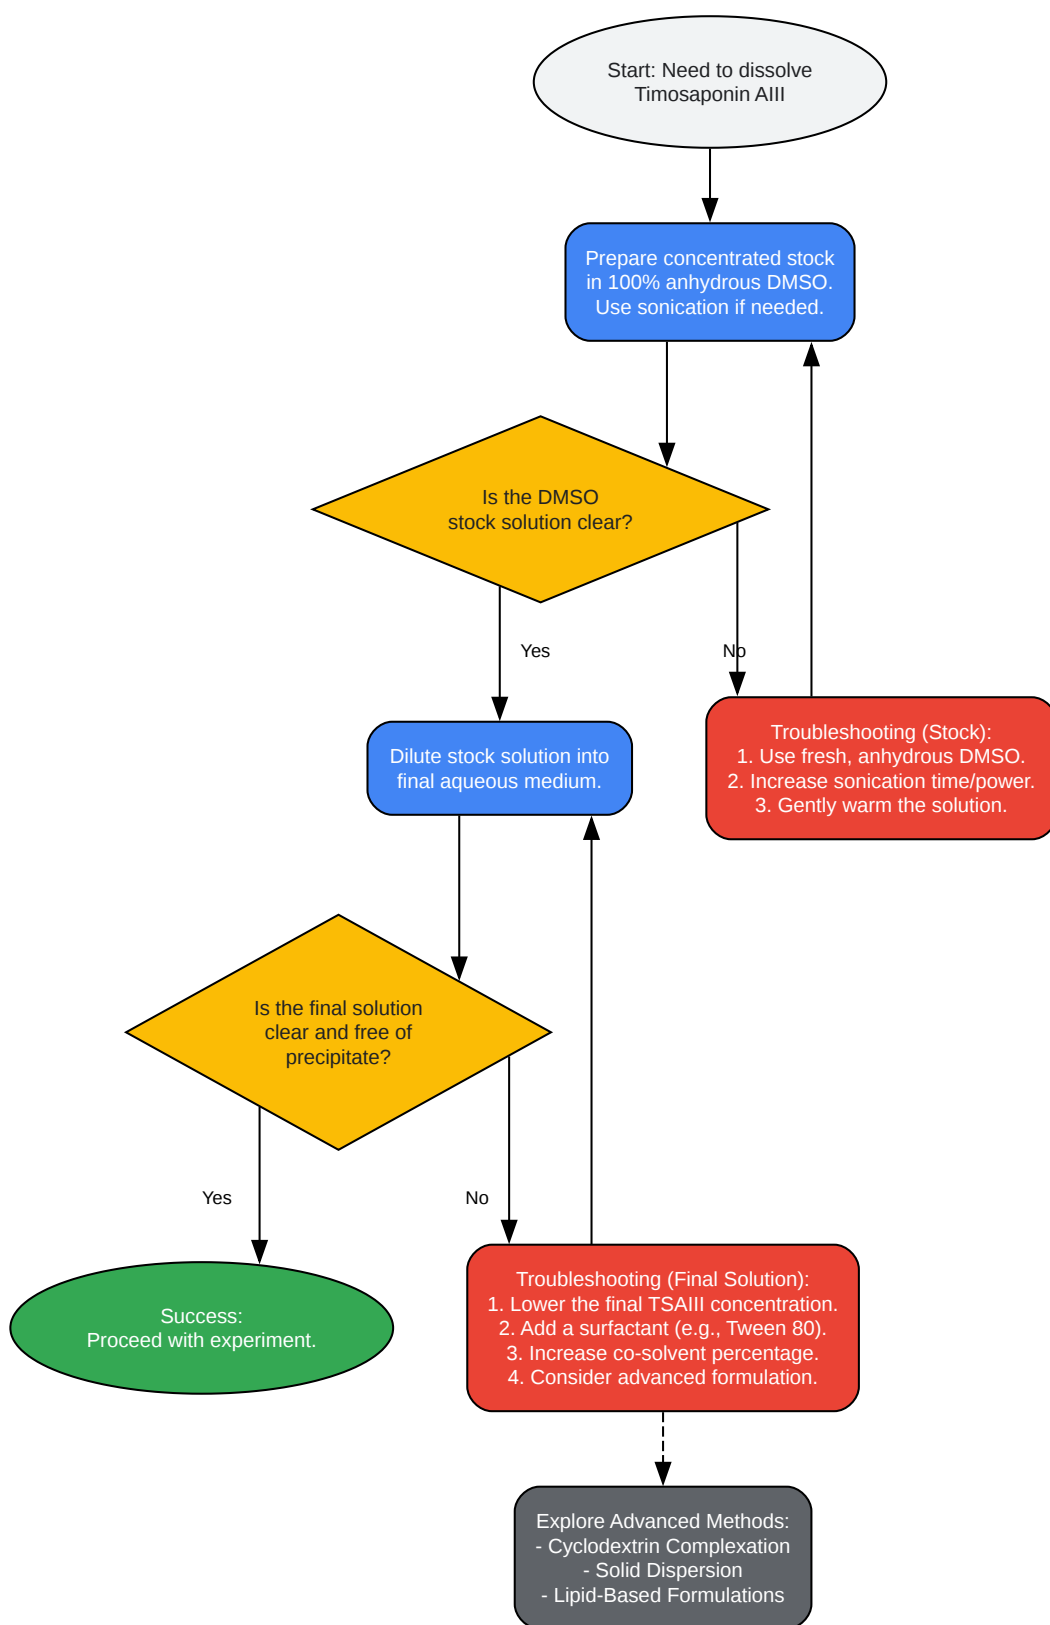 Start: Need to dissolve
Timosaponin AIII
Prepare concentrated stock
in 100% anhydrous DMSO.
Use sonication if needed.
Is the DMSO
stock solution clear?
Yes
No
Dilute stock solution into
final aqueous medium.
Troubleshooting (Stock):
1. Use fresh, anhydrous DMSO.
2. Increase sonication time/power.
3. Gently warm the solution.
Is the final solution
clear and free of
precipitate?
Yes
No
Success:
Proceed with experiment.
Troubleshooting (Final Solution):
1. Lower the final TSAIII concentration.
2. Add a surfactant (e.g., Tween 80).
3. Increase co-solvent percentage.
4. Consider advanced formulation.
Explore Advanced Methods:
- Cyclodextrin Complexation
- Solid Dispersion
- Lipid-Based Formulations